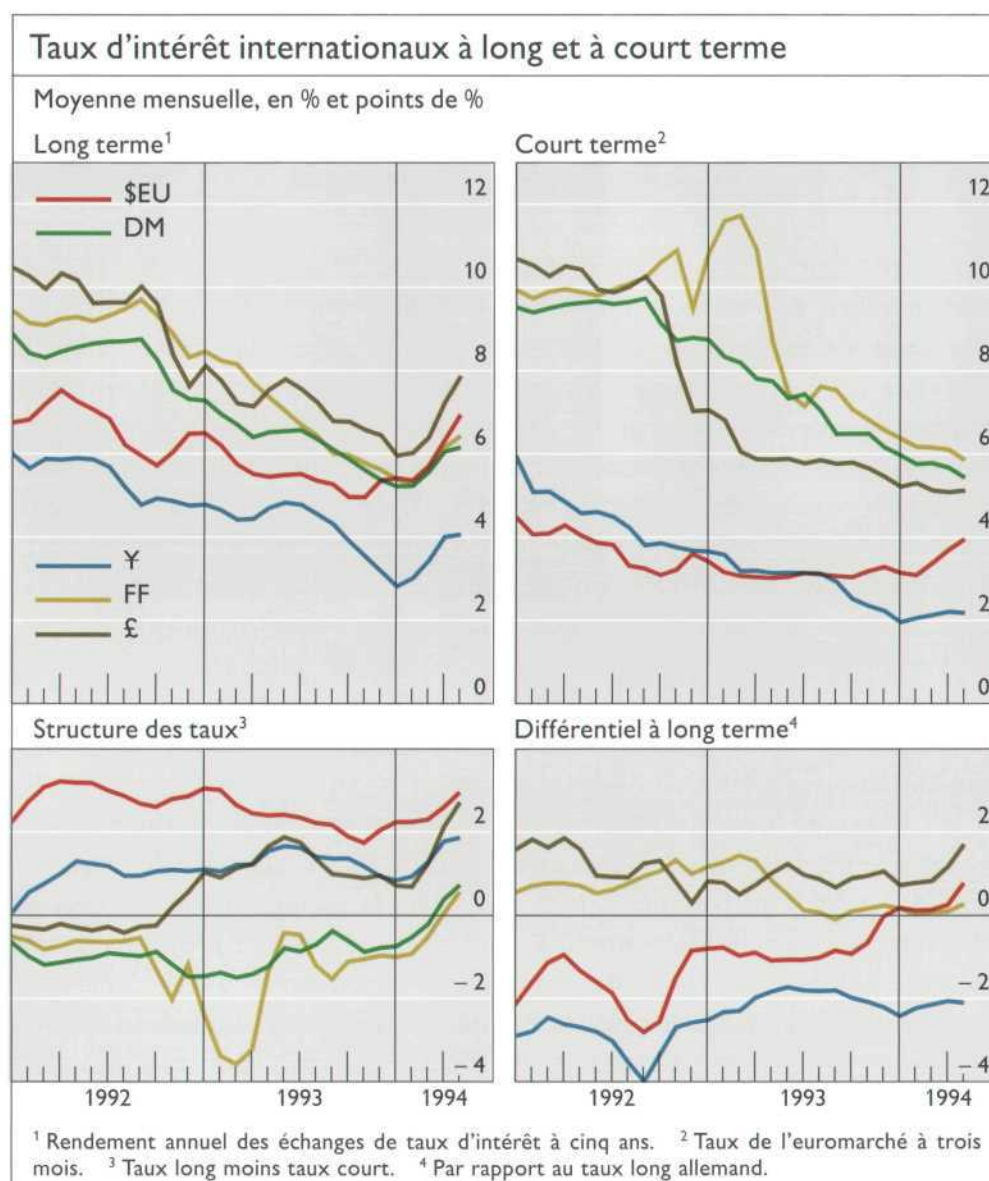 Taux d'intérêt internationaux à long et à court terme
Moyenne mensuelle, en % et points de %
Long terme¹
$EU
DM
¥
FF
£
12
10
8
6
4
2
0
Court terme²
12
10
8
6
4
2
0
Structure des taux³
2
0
– 2
– 4
1992
1993
1994
Différentiel à long terme⁴
2
0
– 2
– 4
1992
1993
1994
¹ Rendement annuel des échanges de taux d'intérêt à cinq ans. ² Taux de l'euromarché à trois
mois. ³ Taux long moins taux court. ⁴ Par rapport au taux long allemand.